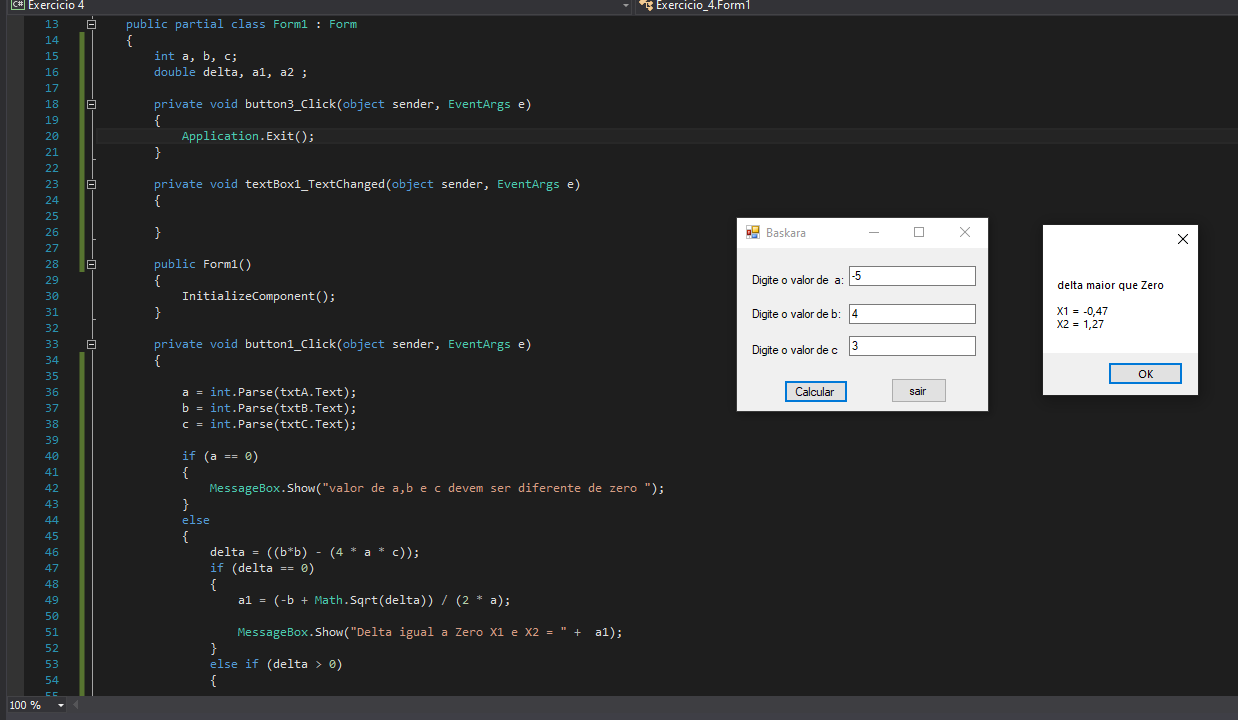 C# Exercicio 4
Exercicio_4.Form1
13 public partial class Form1 : Form
14 {
15 int a, b, c;
16 double delta, a1, a2 ;
17
18 private void button3_Click(object sender, EventArgs e)
19 {
20 Application.Exit();
21 }
22
23 private void textBox1_TextChanged(object sender, EventArgs e)
24 {
25
26 }
27
28 public Form1()
29 {
30 InitializeComponent();
31 }
32
33 private void button1_Click(object sender, EventArgs e)
34 {
35
36 a = int.Parse(txtA.Text);
37 b = int.Parse(txtB.Text);
38 c = int.Parse(txtC.Text);
39
40 if (a == 0)
41 {
42 MessageBox.Show("valor de a,b e c devem ser diferente de zero ");
43 }
44 else
45 {
46 delta = ((b*b) - (4 * a * c));
47 if (delta == 0)
48 {
49 a1 = (-b + Math.Sqrt(delta)) / (2 * a);
50
51 MessageBox.Show("Delta igual a Zero X1 e X2 = " +  a1);
52 }
53 else if (delta > 0)
54 {
55
100 %
Baskara
Digite o valor de  a: -5
Digite o valor de b: 4
Digite o valor de c 3
Calcular
sair
delta maior que Zero
X1 = -0,47
X2 = 1,27
OK